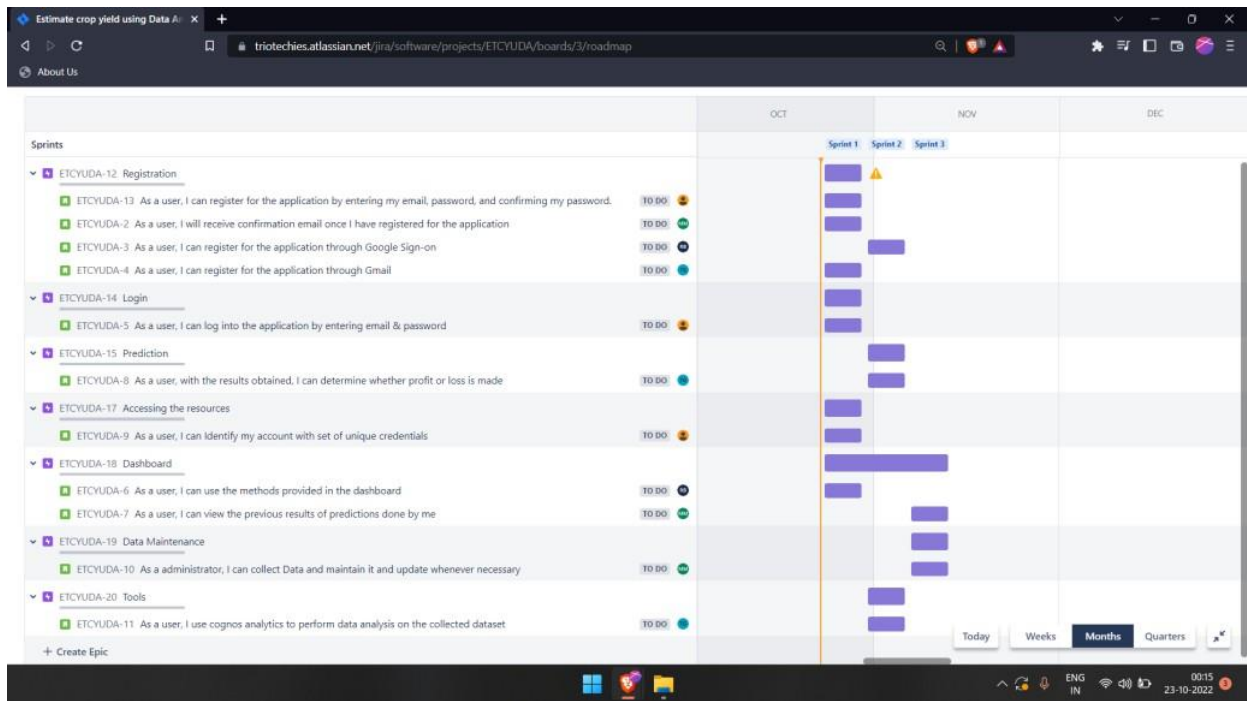 Estimate crop yield using Data An
triotechies.atlassian.net/jira/software/projects/ETCYUDA/boards/3/roadmap
About Us
OCT NOV DEC
Sprints Sprint 1 Sprint 2 Sprint 3
ETCYUDA-12 Registration
ETCYUDA-13 As a user, I can register for the application by entering my email, password, and confirming my password. TO DO
ETCYUDA-2 As a user, I will receive confirmation email once I have registered for the application TO DO
ETCYUDA-3 As a user, I can register for the application through Google Sign-on TO DO
ETCYUDA-4 As a user, I can register for the application through Gmail TO DO
ETCYUDA-14 Login
ETCYUDA-5 As a user, I can log into the application by entering email & password TO DO
ETCYUDA-15 Prediction
ETCYUDA-8 As a user, with the results obtained, I can determine whether profit or loss is made TO DO
ETCYUDA-17 Accessing the resources
ETCYUDA-9 As a user, I can Identify my account with set of unique credentials TO DO
ETCYUDA-18 Dashboard
ETCYUDA-6 As a user, I can use the methods provided in the dashboard TO DO
ETCYUDA-7 As a user, I can view the previous results of predictions done by me TO DO
ETCYUDA-19 Data Maintenance
ETCYUDA-10 As a administrator, I can collect Data and maintain it and update whenever necessary TO DO
ETCYUDA-20 Tools
ETCYUDA-11 As a user, I use cognos analytics to perform data analysis on the collected dataset TO DO
Today Weeks Months Quarters
+ Create Epic
ENG
IN
00:15
23-10-2022
3